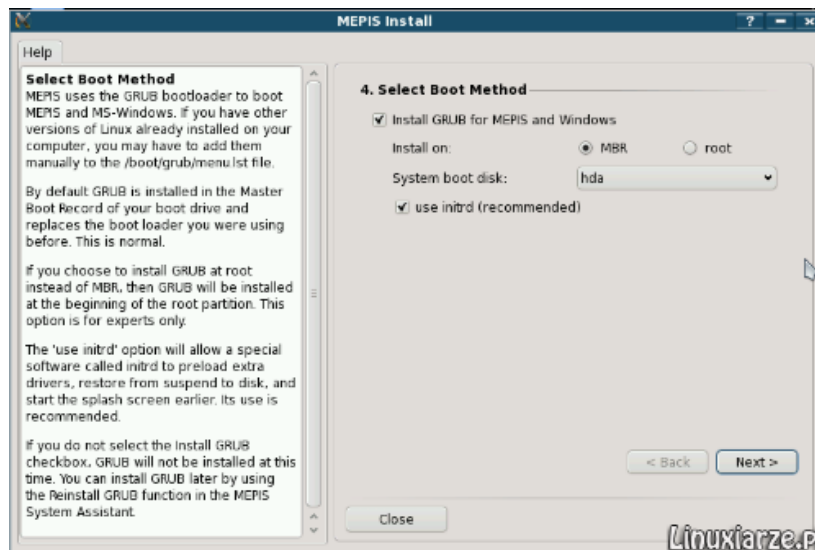 MEPIS Install
Help
Select Boot Method
MEPIS uses the GRUB bootloader to boot
MEPIS and MS-Windows. If you have other
versions of Linux already installed on your
computer, you may have to add them
manually to the /boot/grub/menu.lst file.
By default GRUB is installed in the Master
Boot Record of your boot drive and
replaces the boot loader you were using
before. This is normal.
If you choose to install GRUB at root
instead of MBR, then GRUB will be installed
at the beginning of the root partition. This
option is for experts only.
The 'use initrd' option will allow a special
software called initrd to preload extra
drivers, restore from suspend to disk, and
start the splash screen earlier. Its use is
recommended.
If you do not select the Install GRUB
checkbox, GRUB will not be installed at this
time. You can install GRUB later by using
the Reinstall GRUB function in the MEPIS
System Assistant
4. Select Boot Method
Install GRUB for MEPIS and Windows
Install on: MBR root
System boot disk: hda
use initrd (recommended)
< Back Next >
Close
Linuxiarze.p